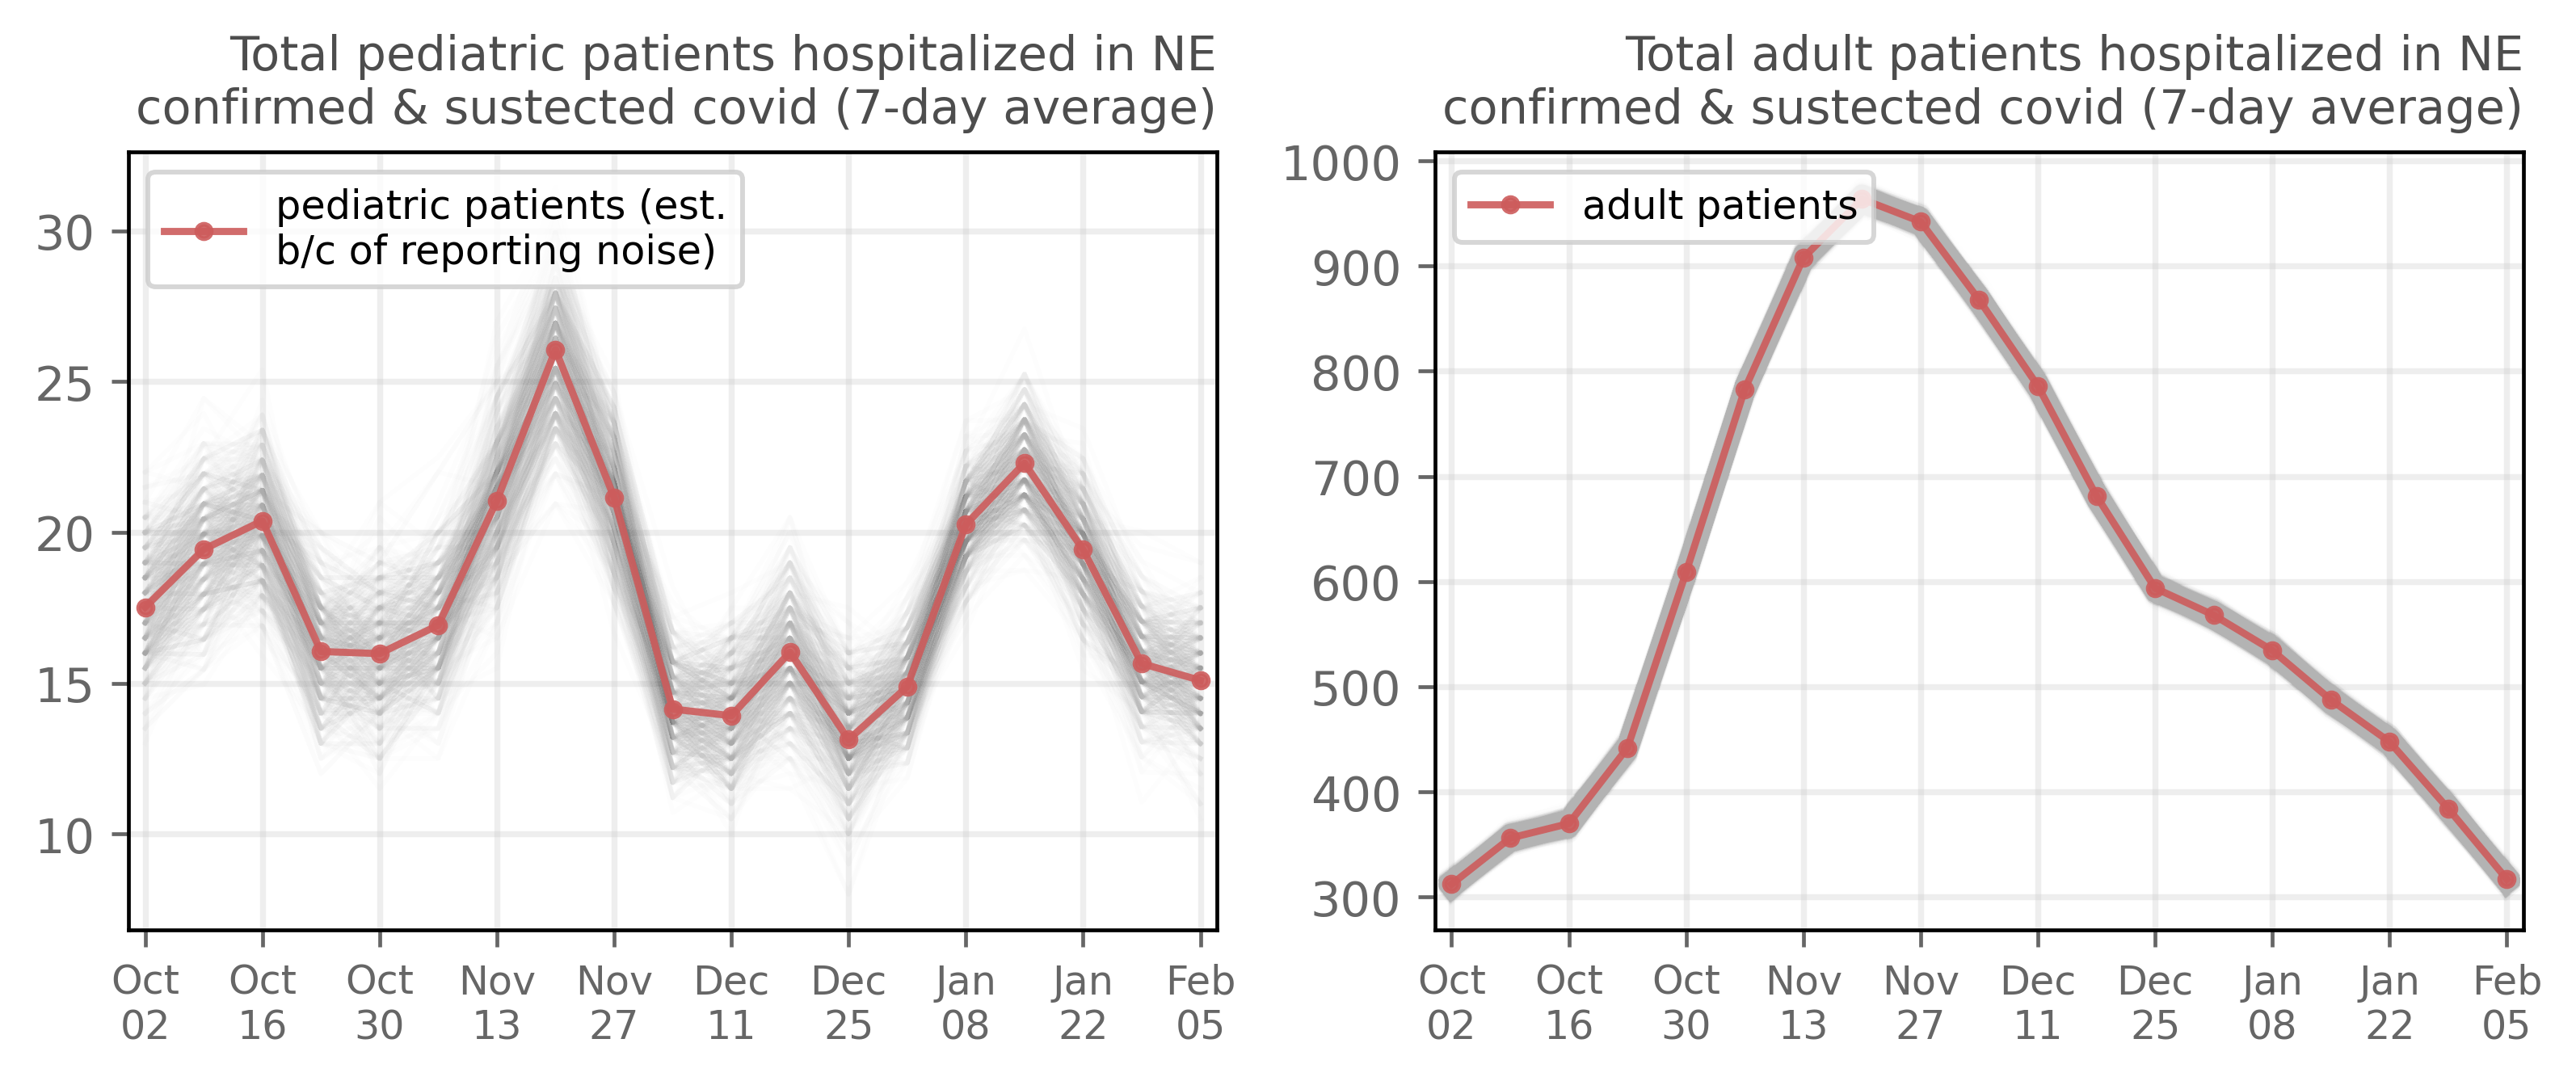 Total pediatric patients hospitalized in NE
confirmed & sustected covid (7-day average)
pediatric patients (est.
b/c of reporting noise)
30
25
20
15
10
Oct Oct Oct Nov Nov Dec Dec Jan Jan Feb
02 16 30 13 27 11 25 08 22 05
Total adult patients hospitalized in NE
confirmed & sustected covid (7-day average)
adult patients
1000
900
800
700
600
500
400
300
Oct Oct Oct Nov Nov Dec Dec Jan Jan Feb
02 16 30 13 27 11 25 08 22 05